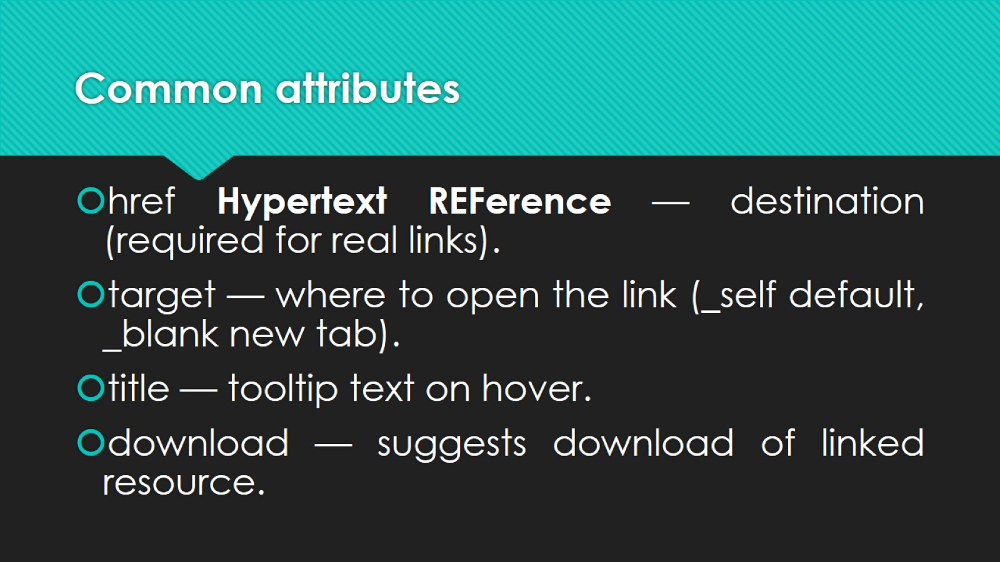 Common attributes
href Hypertext REFerence — destination
(required for real links).
target — where to open the link (_self default,
_blank new tab).
title — tooltip text on hover.
download — suggests download of linked
resource.